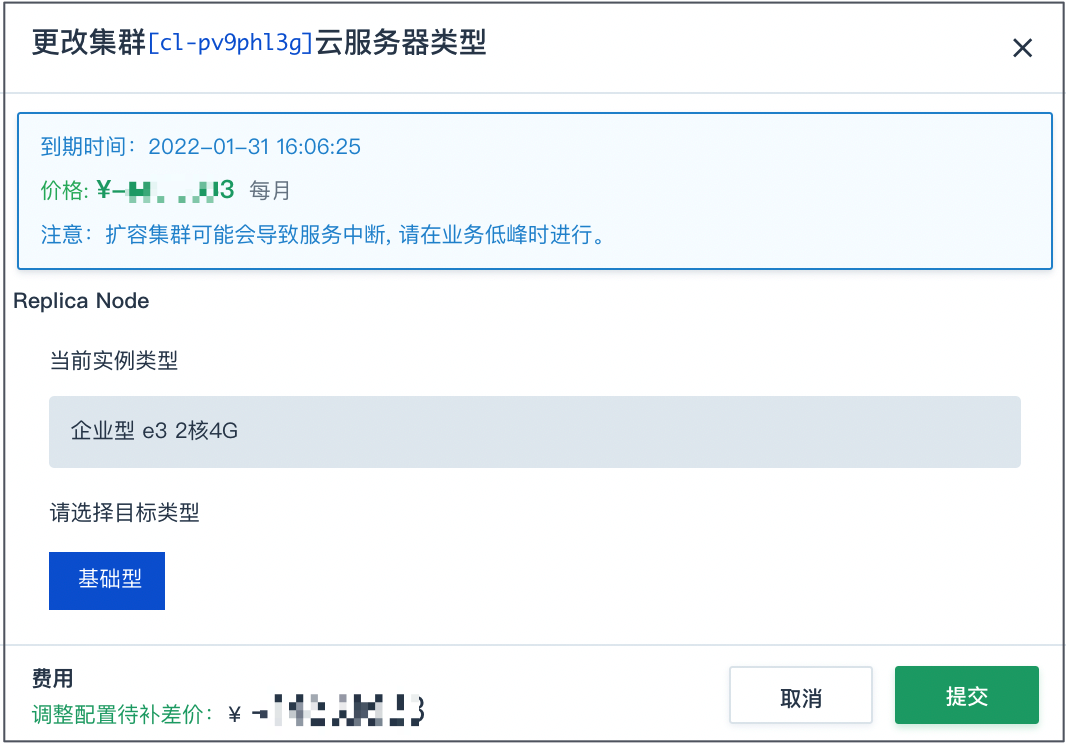 更改集群[cl-pv9phl3g]云服务器类型
到期时间：2022-01-31 16:06:25
价格: ¥- 3 每月
注意：扩容集群可能会导致服务中断, 请在业务低峰时进行。
Replica Node
当前实例类型
企业型 e3 2核4G
请选择目标类型
基础型
费用
调整配置待补差价： ¥ - 3
取消
提交